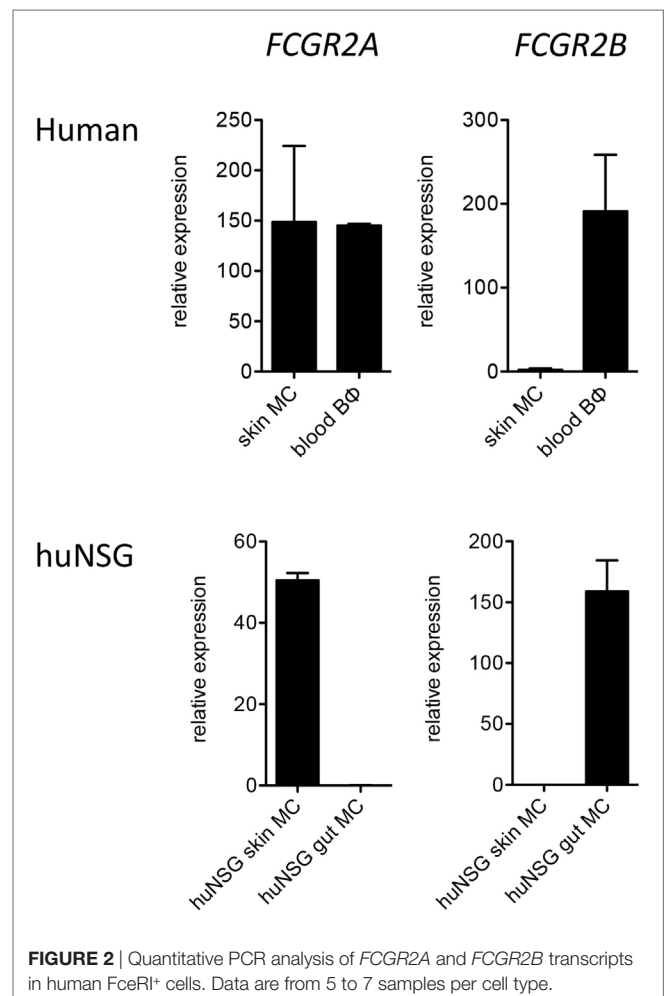 FCGR2A FCGR2B
Human
relative expression
250
200
150
100
50
0
skin MC
blood BΦ
relative expression
300
200
100
0
skin MC
blood BΦ
huNSG
relative expression
60
40
20
0
huNSG skin MC
huNSG gut MC
relative expression
200
150
100
50
0
huNSG skin MC
huNSG gut MC
FIGURE 2 | Quantitative PCR analysis of FCGR2A and FCGR2B transcripts
in human FceRI⁺ cells. Data are from 5 to 7 samples per cell type.